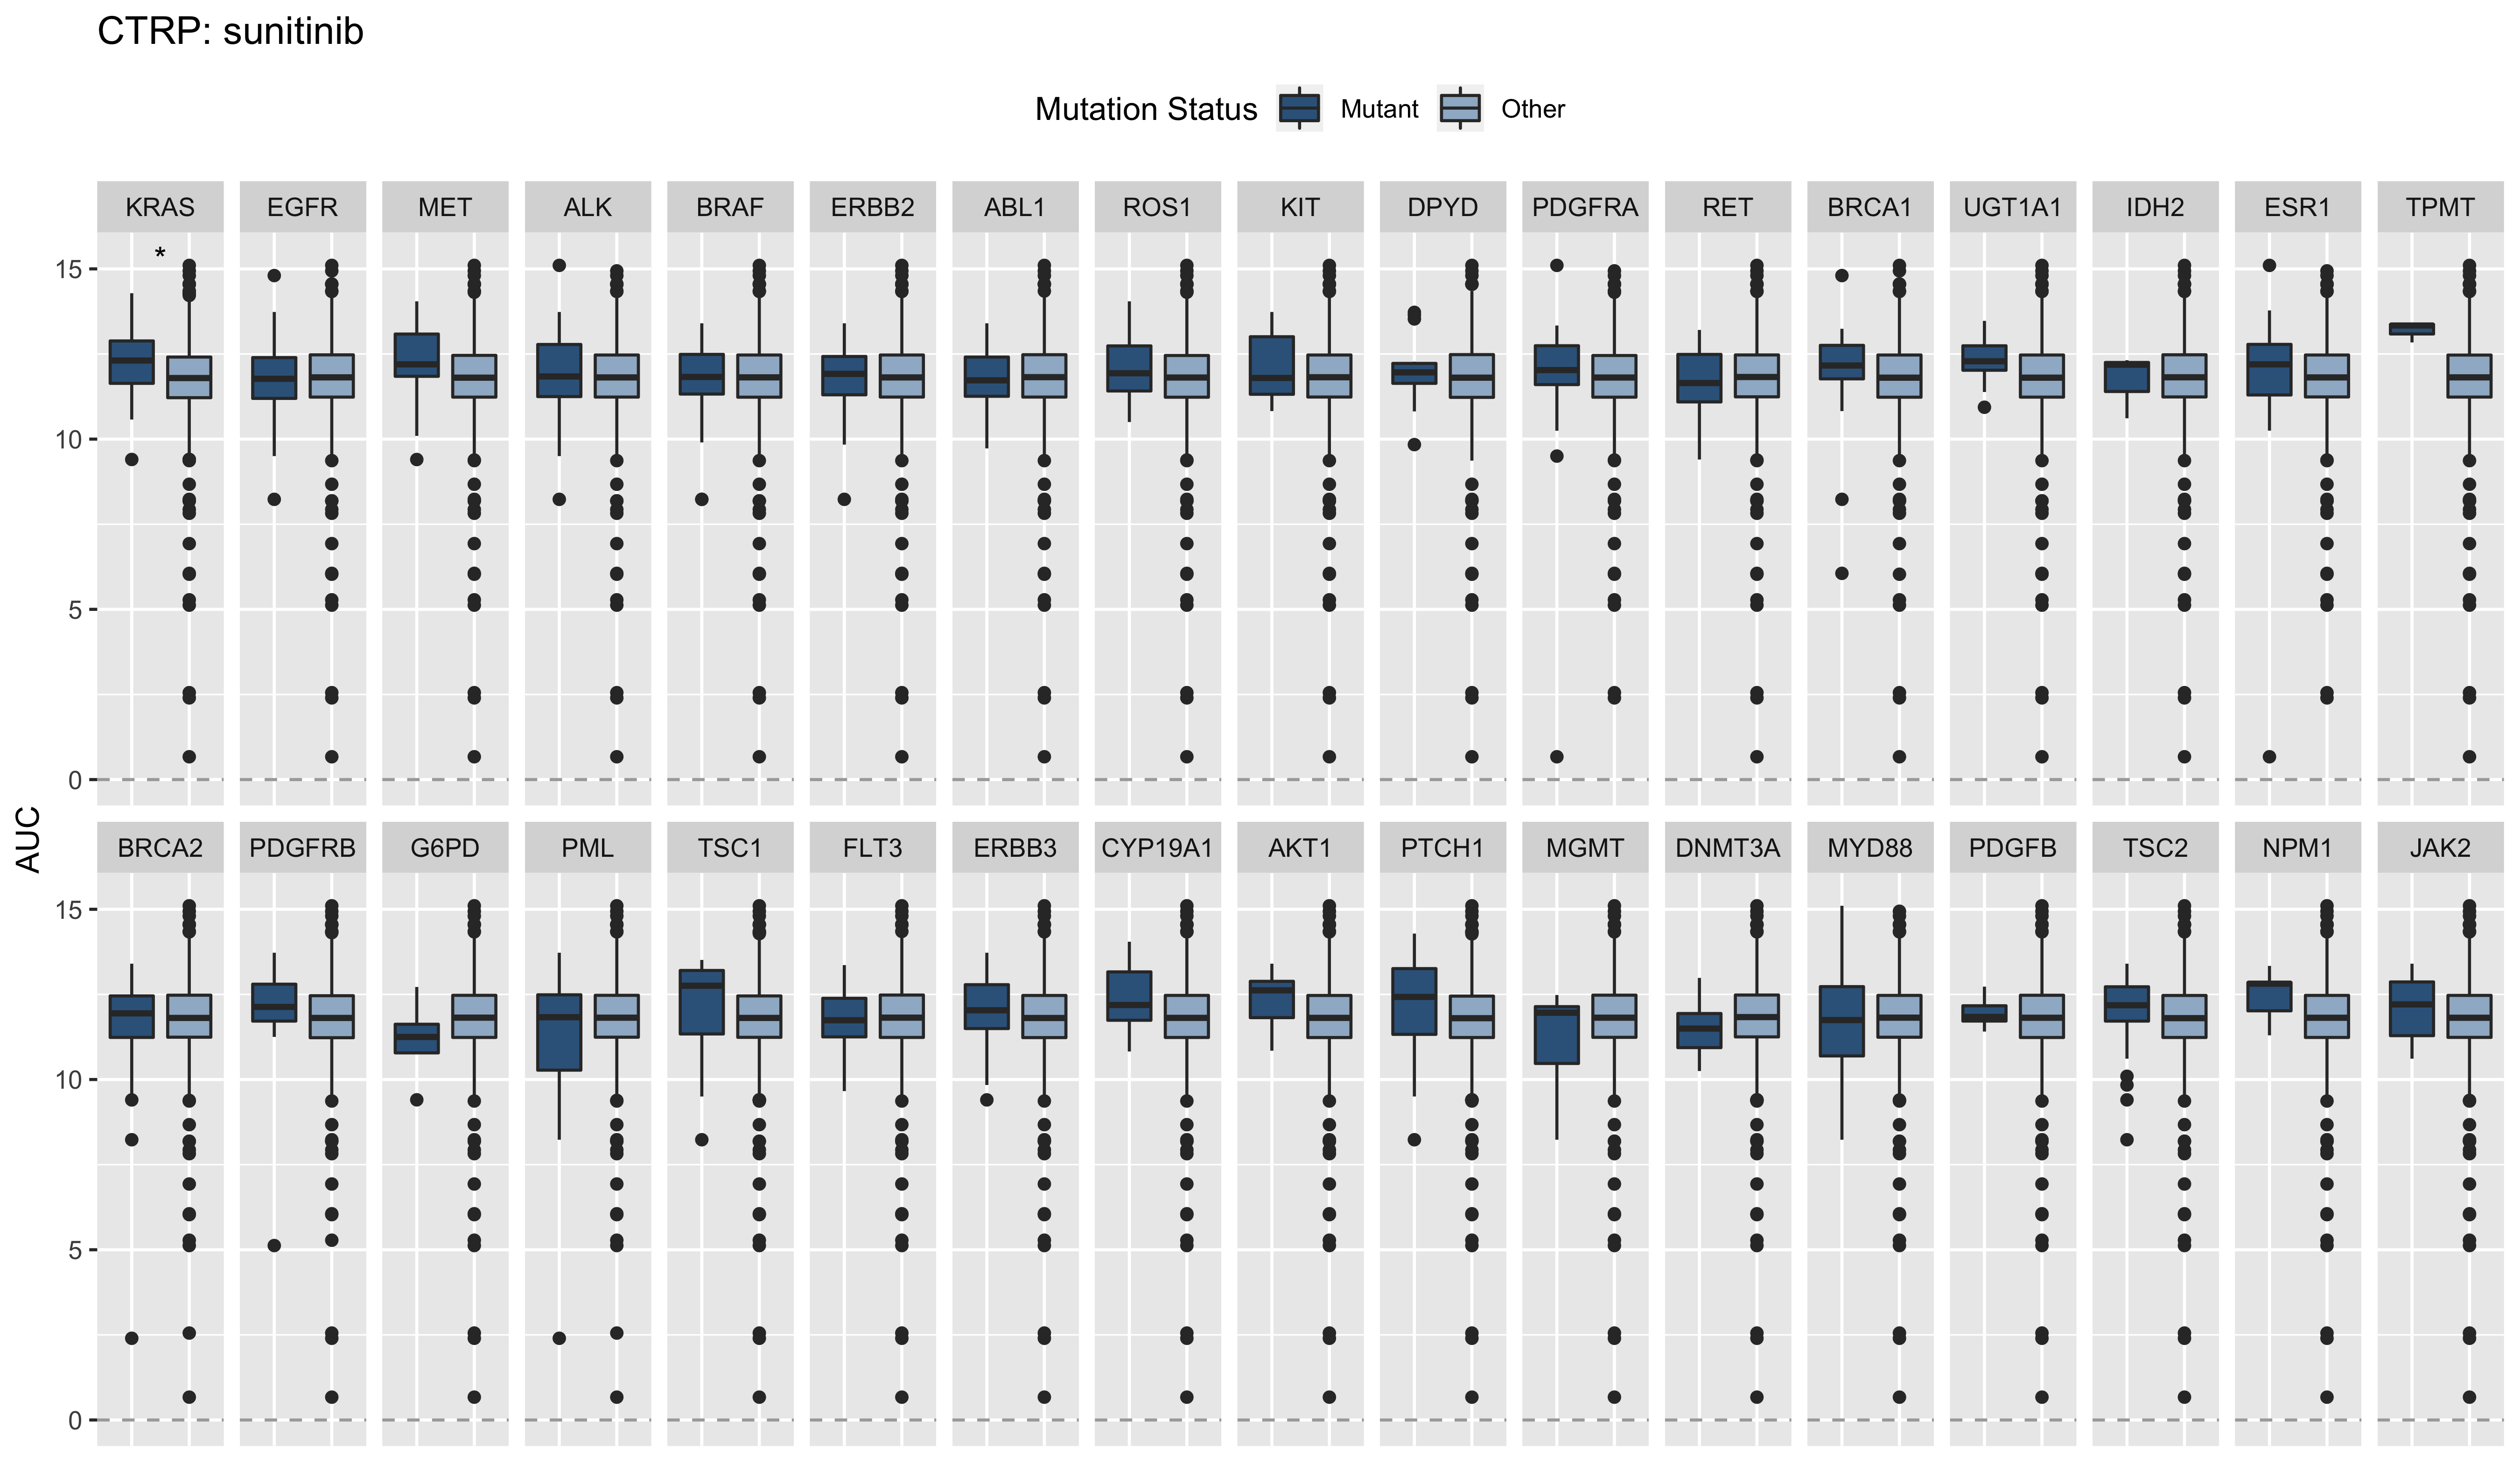 CTRP: sunitinib
Mutation Status Mutant Other
KRAS EGFR MET ALK BRAF ERBB2 ABL1 ROS1 KIT DPYD PDGFRA RET BRCA1 UGT1A1 IDH2 ESR1 TPMT
*
15
10
5
0
AUC
BRCA2 PDGFRB G6PD PML TSC1 FLT3 ERBB3 CYP19A1 AKT1 PTCH1 MGMT DNMT3A MYD88 PDGFB TSC2 NPM1 JAK2
15
10
5
0